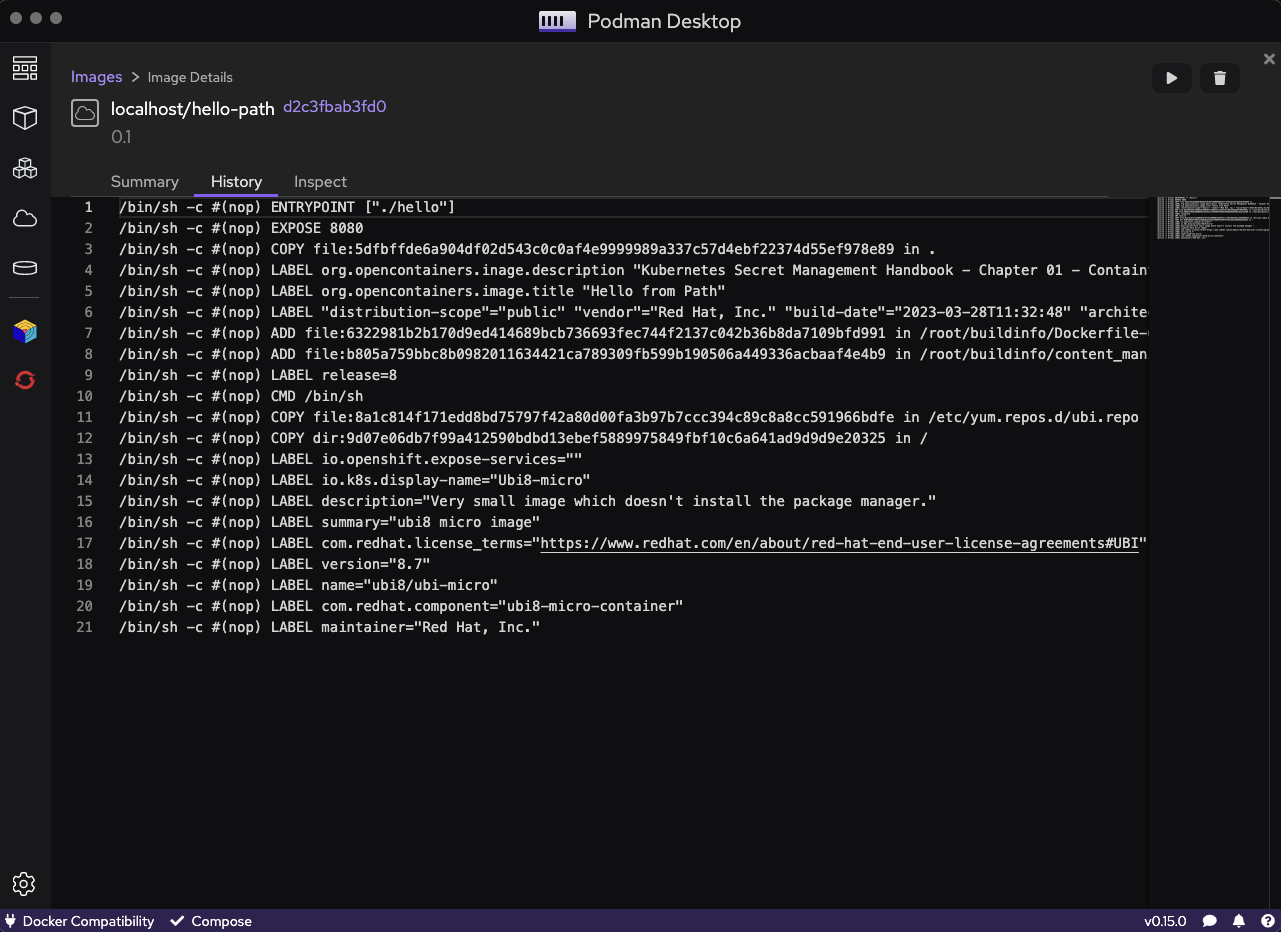 Podman Desktop
Images > Image Details
localhost/hello-path d2c3fbab3fd0
0.1
Summary History Inspect
1 /bin/sh -c #(nop) ENTRYPOINT ["./hello"]
2 /bin/sh -c #(nop) EXPOSE 8080
3 /bin/sh -c #(nop) COPY file:5dfbffde6a904df02d543c0c0af4e9999989a337c57d4ebf22374d55ef978e89 in .
4 /bin/sh -c #(nop) LABEL org.opencontainers.inage.description "Kubernetes Secret Management Handbook – Chapter 01 – Contain
5 /bin/sh -c #(nop) LABEL org.opencontainers.image.title "Hello from Path"
6 /bin/sh -c #(nop) LABEL "distribution-scope"="public" "vendor"="Red Hat, Inc." "build-date"="2023-03-28T11:32:48" "archite
7 /bin/sh -c #(nop) ADD file:6322981b2b170d9ed414689bcb736693fec744f2137c042b36b8da7109bfd991 in /root/buildinfo/Dockerfile-
8 /bin/sh -c #(nop) ADD file:b805a759bbc8b0982011634421ca789309fb599b190506a449336acbaaf4e4b9 in /root/buildinfo/content_man
9 /bin/sh -c #(nop) LABEL release=8
10 /bin/sh -c #(nop) CMD /bin/sh
11 /bin/sh -c #(nop) COPY file:8a1c814f171edd8bd75797f42a80d00fa3b97b7ccc394c89c8a8cc591966bdfe in /etc/yum.repos.d/ubi.repo
12 /bin/sh -c #(nop) COPY dir:9d07e06db7f99a412590bdbd13ebef5889975849fbf10c6a641ad9d9d9e20325 in /
13 /bin/sh -c #(nop) LABEL io.openshift.expose-services=""
14 /bin/sh -c #(nop) LABEL io.k8s.display-name="Ubi8-micro"
15 /bin/sh -c #(nop) LABEL description="Very small image which doesn't install the package manager."
16 /bin/sh -c #(nop) LABEL summary="ubi8 micro image"
17 /bin/sh -c #(nop) LABEL com.redhat.license_terms="https://www.redhat.com/en/about/red-hat-end-user-license-agreements#UBI"
18 /bin/sh -c #(nop) LABEL version="8.7"
19 /bin/sh -c #(nop) LABEL name="ubi8/ubi-micro"
20 /bin/sh -c #(nop) LABEL com.redhat.component="ubi8-micro-container"
21 /bin/sh -c #(nop) LABEL maintainer="Red Hat, Inc."
Docker Compatibility Compose v0.15.0